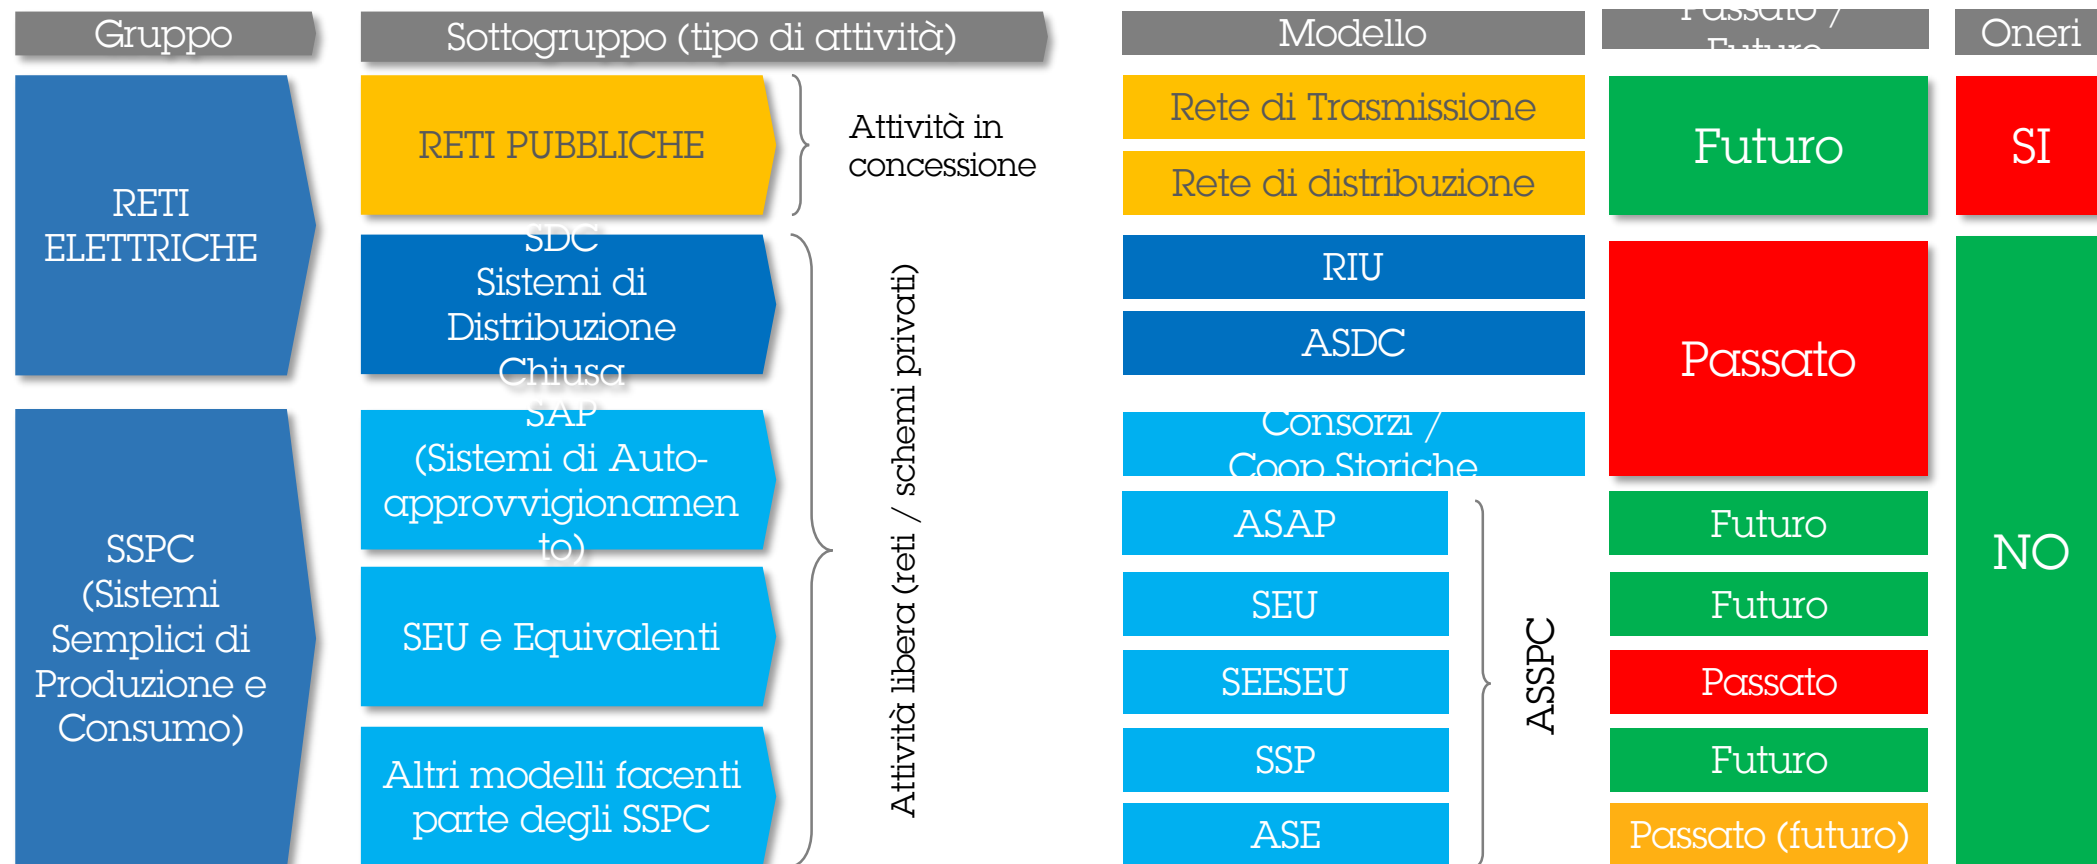 Gruppo
Sottogruppo (tipo di attività)
Modello
Passato /
Futuro
Oneri
RETI
ELETTRICHE
RETI PUBBLICHE
Attività in
concessione
Rete di Trasmissione
Rete di distribuzione
Futuro
SI
SDC
Sistemi di
Distribuzione
Chiusa
RIU
ASDC
Passato
NO
SSPC
(Sistemi
Semplici di
Produzione e
Consumo)
SAP
(Sistemi di Auto-
approvvigionamen
to)
SEU e Equivalenti
Altri modelli facenti
parte degli SSPC
Attività libera (reti / schemi privati)
Consorzi /
Coop Storiche
ASAP
Futuro
SEU
Futuro
SEESEU
Passato
SSP
Futuro
ASE
Passato (futuro)
ASSPC